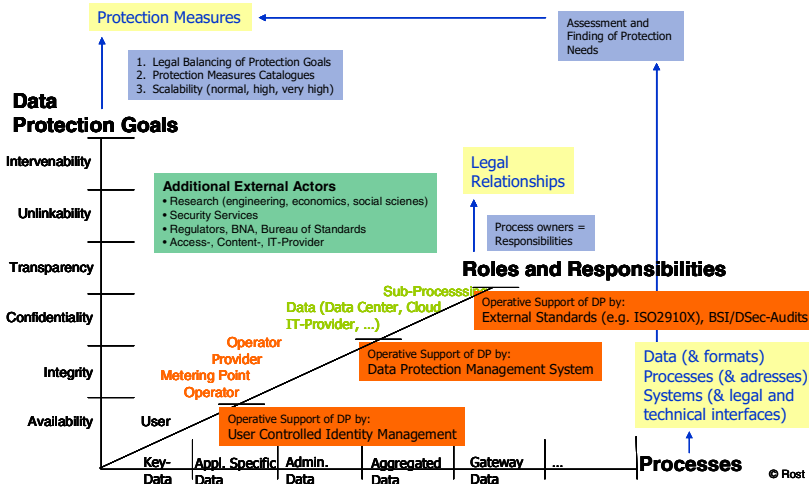 Protection Measures
Assessment and
Finding of Protection
Needs
1. Legal Balancing of Protection Goals
2. Protection Measures Catalogues
3. Scalability (normal, high, very high)
Data
Protection Goals
Intervenability
Unlinkability
Transparency
Confidentiality
Integrity
Availability
Additional External Actors
• Research (engineering, economics, social scienes)
• Security Services
• Regulators, BNA, Bureau of Standards
• Access-, Content-, IT-Provider
Legal
Relationships
Process owners =
Responsibilities
Roles and Responsibilities
Sub-Processsing
Data (Data Center, Cloud
IT-Provider, ...)
Operator
Provider
Metering Point
Operator
User
Operative Support of DP by:
External Standards (e.g. ISO2910X), BSI/DSec-Audits
Operative Support of DP by:
Data Protection Management System
Operative Support of DP by:
User Controlled Identity Management
Data (& formats)
Processes (& adresses)
Systems (& legal and
technical interfaces)
Key-
Data
Appl. Specific
Data
Admin.
Data
Aggregated
Data
Gateway
Data
...
Processes
© Rost